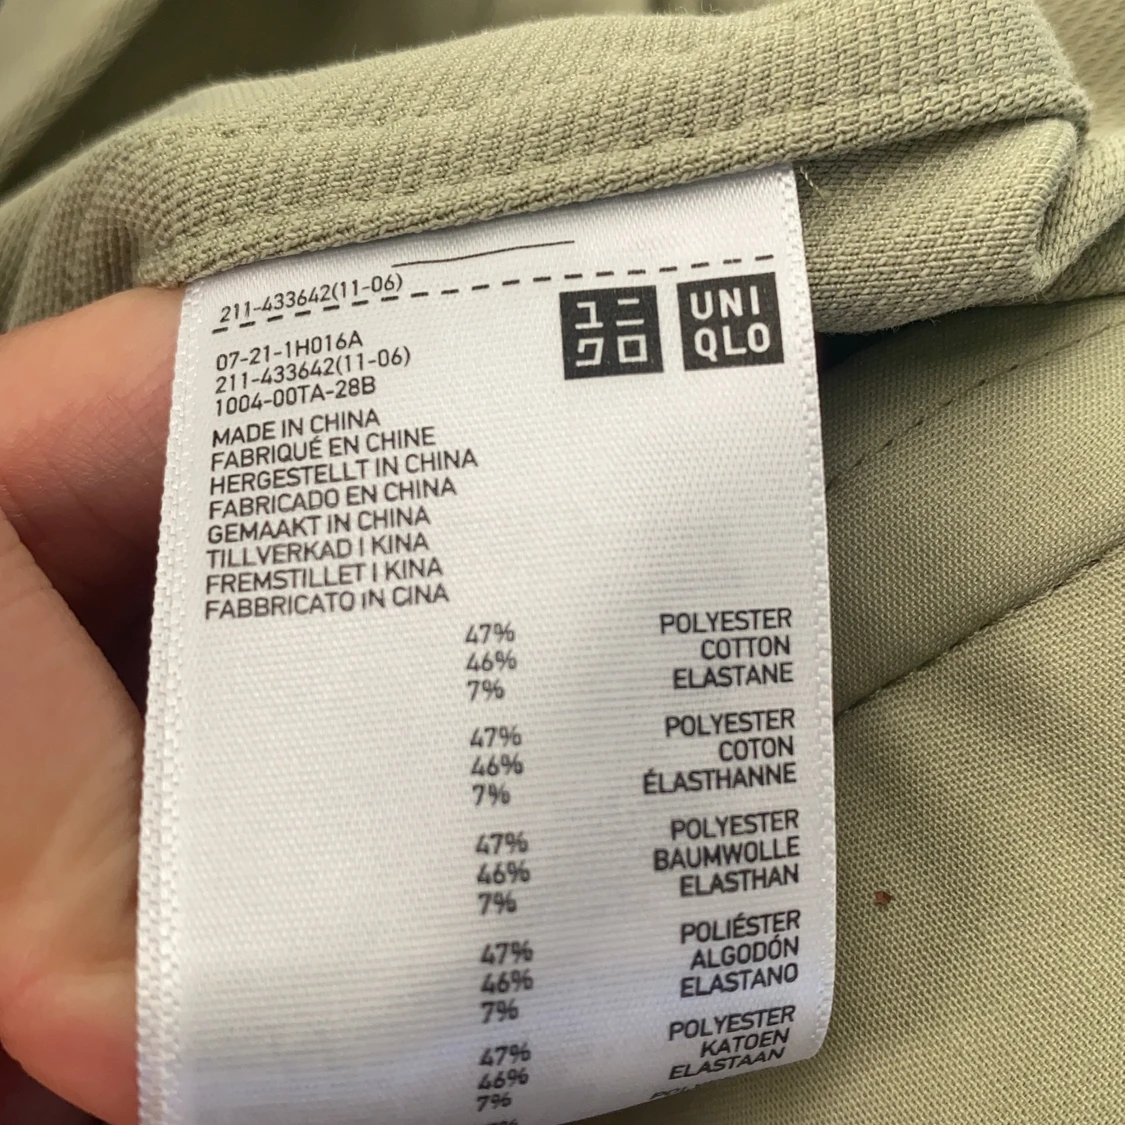 211-433642(11-06)
ユニ
クロ
UNI
QLO
07-21-1H016A
211-433642(11-06)
1004-00TA-28B
MADE IN CHINA
FABRIQUÉ EN CHINE
HERGESTELLT IN CHINA
FABRICADO EN CHINA
GEMAAKT IN CHINA
TILLVERKAD I KINA
FREMSTILLET I KINA
FABBRICATO IN CINA
47% POLYESTER
46% COTTON
7% ELASTANE
47% POLYESTER
46% COTON
7% ÉLASTHANNE
47% POLYESTER
46% BAUMWOLLE
7% ELASTHAN
47% POLIÉSTER
46% ALGODÓN
7% ELASTANO
47% POLYESTER
46% KATOEN
7% ELASTAAN